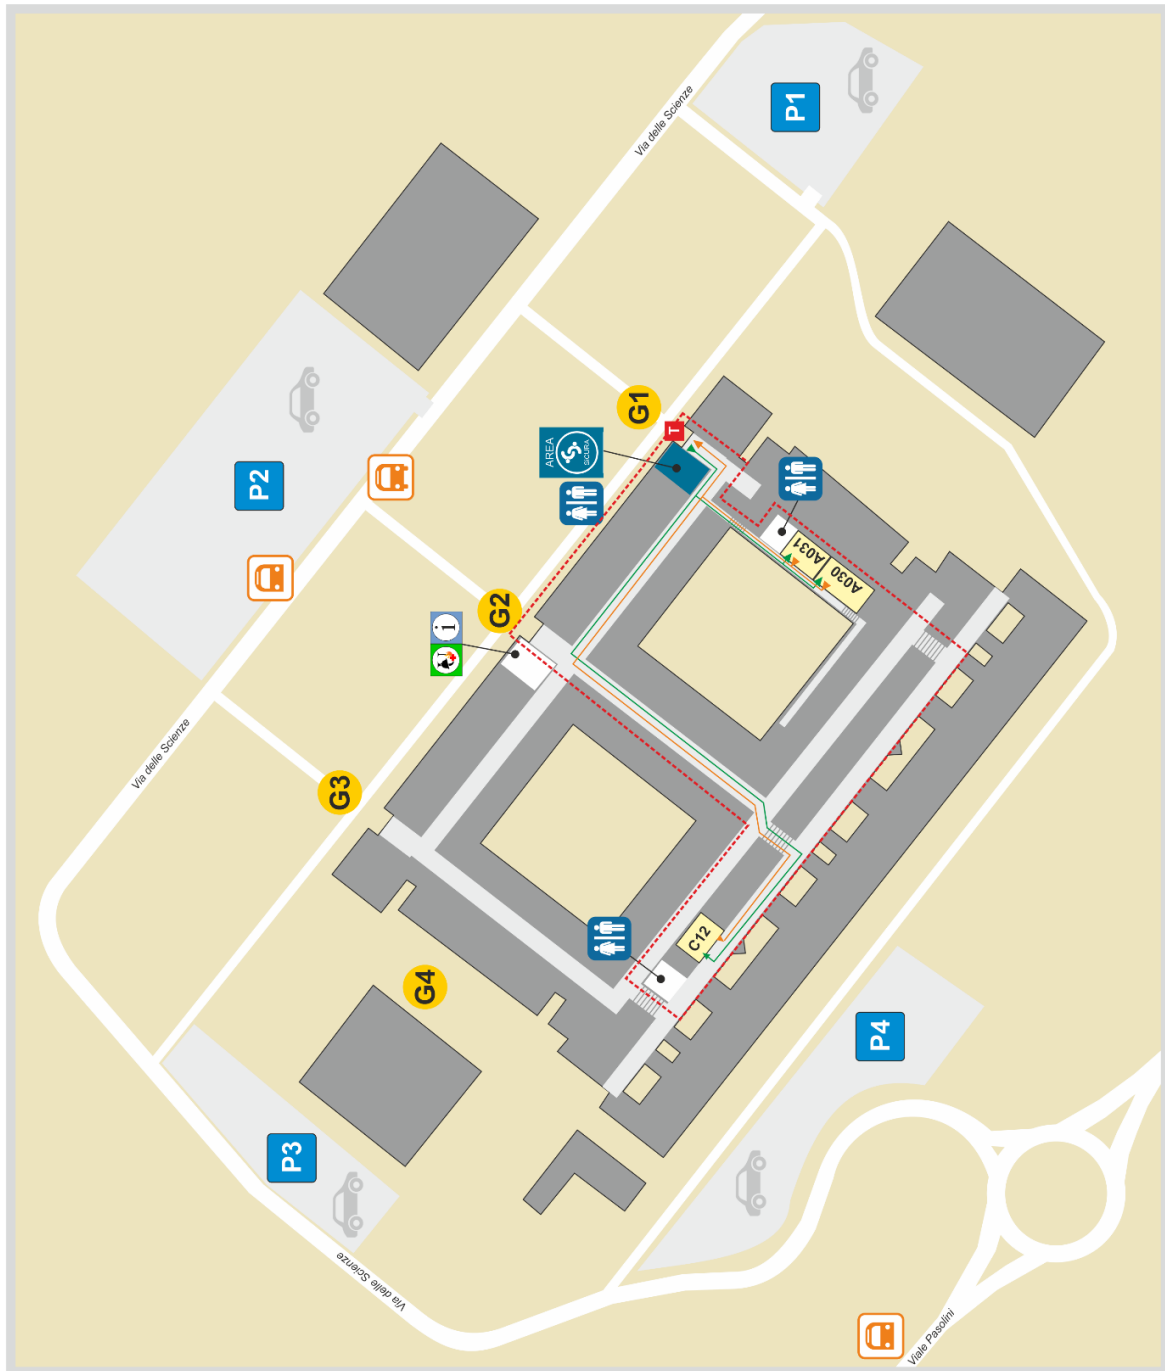 Via delle Scienze
P1
P2
G1
T
AREA
SICURA
G2
i
A031
A030
Via delle Scienze
G3
C12
G4
P4
P3
Via delle Scienze
Viale Pasolini